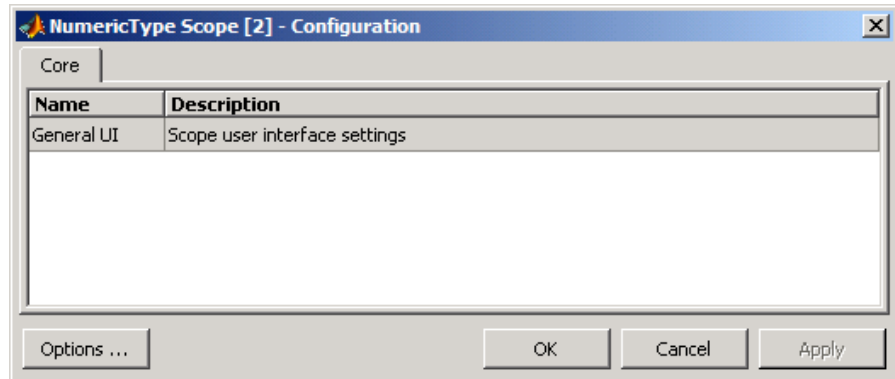 NumericType Scope [2] - Configuration
Core
Name Description
General UI Scope user interface settings
Options ... OK Cancel Apply